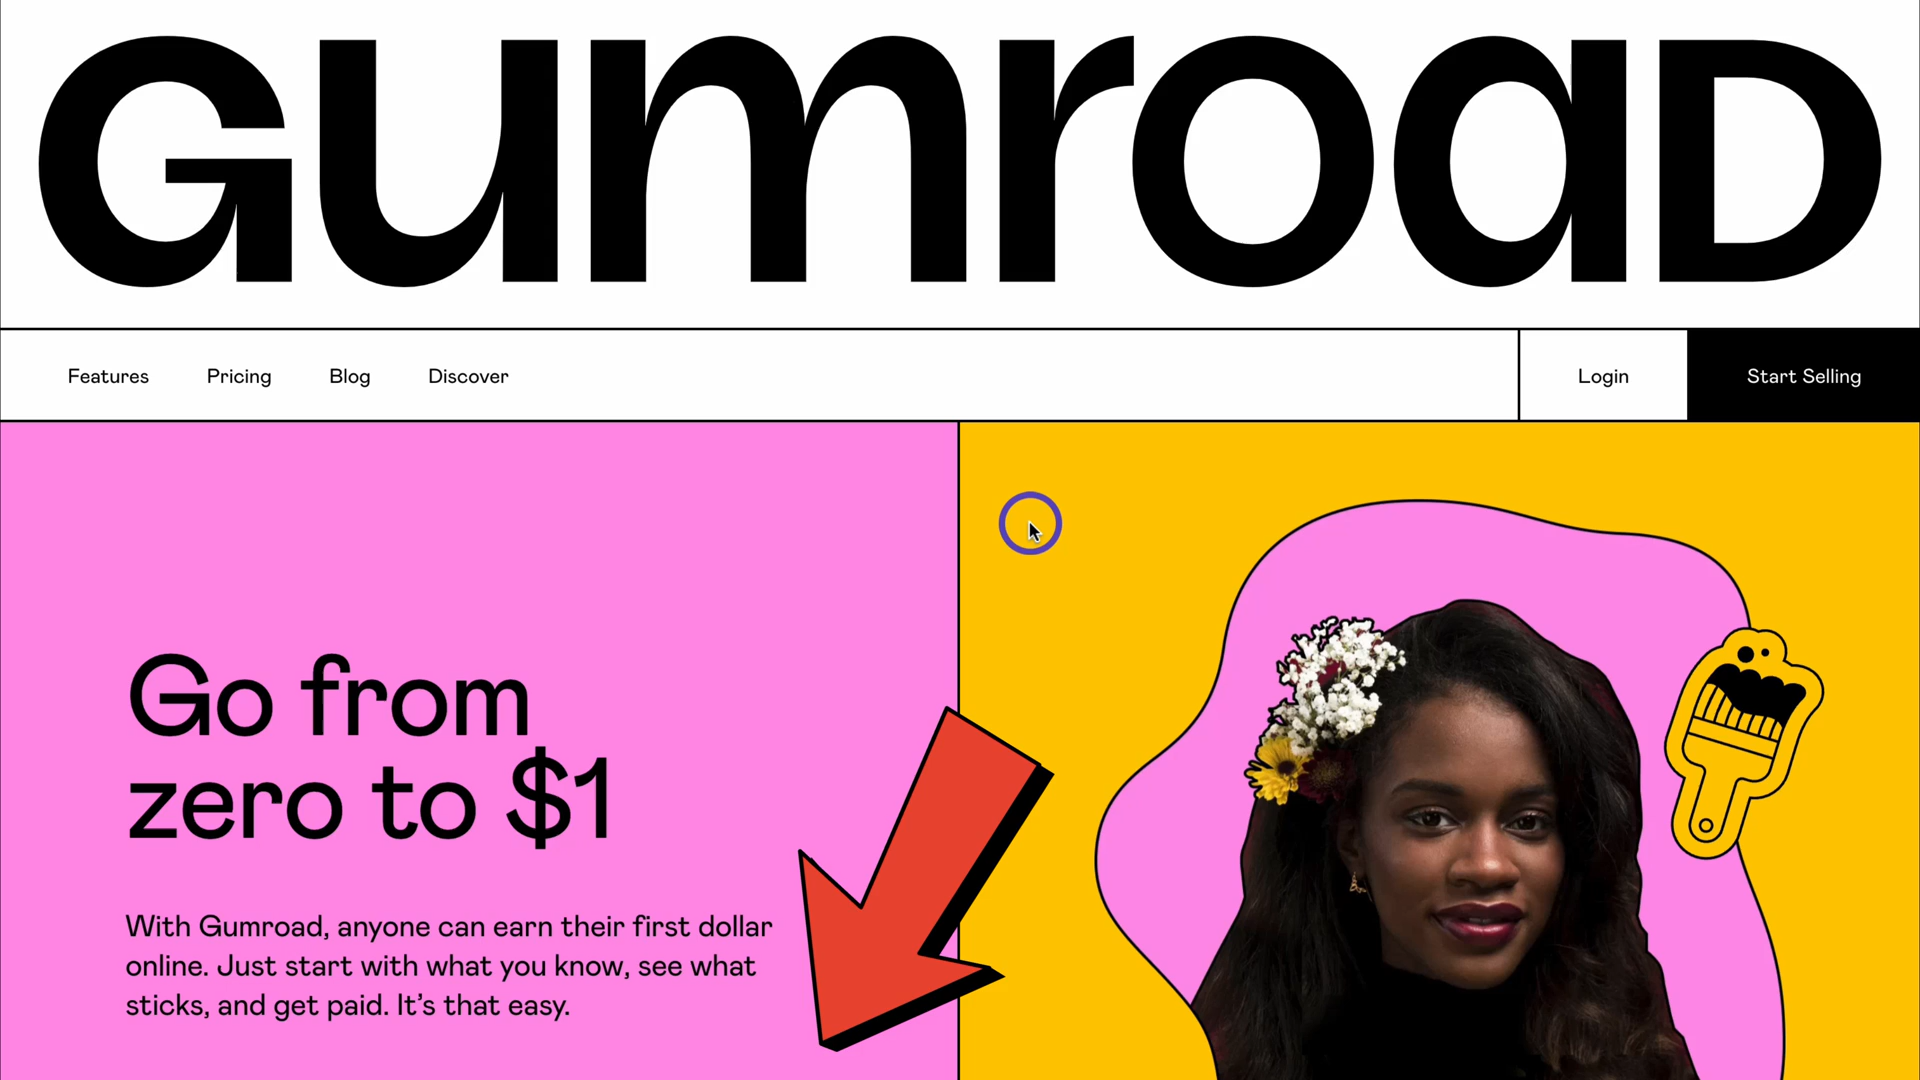 Gumroad
Features
Pricing
Blog
Discover
Login
Start Selling
Go from
zero to $1
With Gumroad, anyone can earn their first dollar
online. Just start with what you know, see what
sticks, and get paid. It’s that easy.